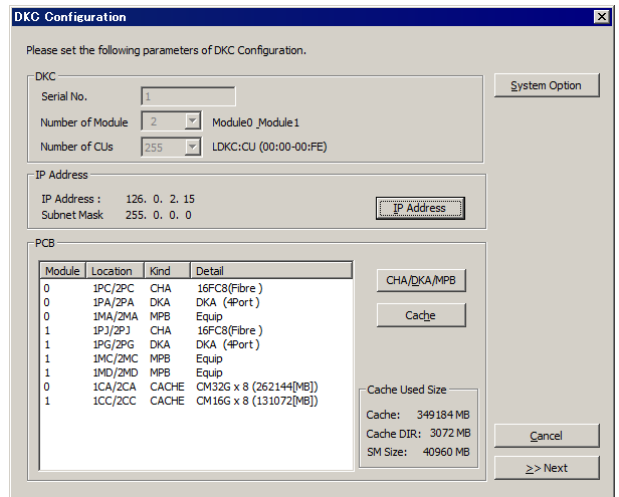 DKC Configuration
Please set the following parameters of DKC Configuration.
DKC
System Option
Serial No. 1
Number of Module 2 Module0 ,Module1
Number of CUs 255 LDKC:CU (00:00-00:FE)
IP Address
IP Address : 126. 0. 2. 15
Subnet Mask 255. 0. 0. 0
IP Address
PCB
Module Location Kind Detail
0 1PC/2PC CHA 16FC8(Fibre )
0 1PA/2PA DKA DKA (4Port )
0 1MA/2MA MPB Equip
1 1PJ/2PJ CHA 16FC8(Fibre )
1 1PG/2PG DKA DKA (4Port )
1 1MC/2MC MPB Equip
1 1MD/2MD MPB Equip
0 1CA/2CA CACHE CM32G x 8 (262144[MB])
1 1CC/2CC CACHE CM16G x 8 (131072[MB])
CHA/DKA/MPB
Cache
Cache Used Size
Cache: 349184 MB
Cache DIR: 3072 MB
SM Size: 40960 MB
Cancel
>> Next